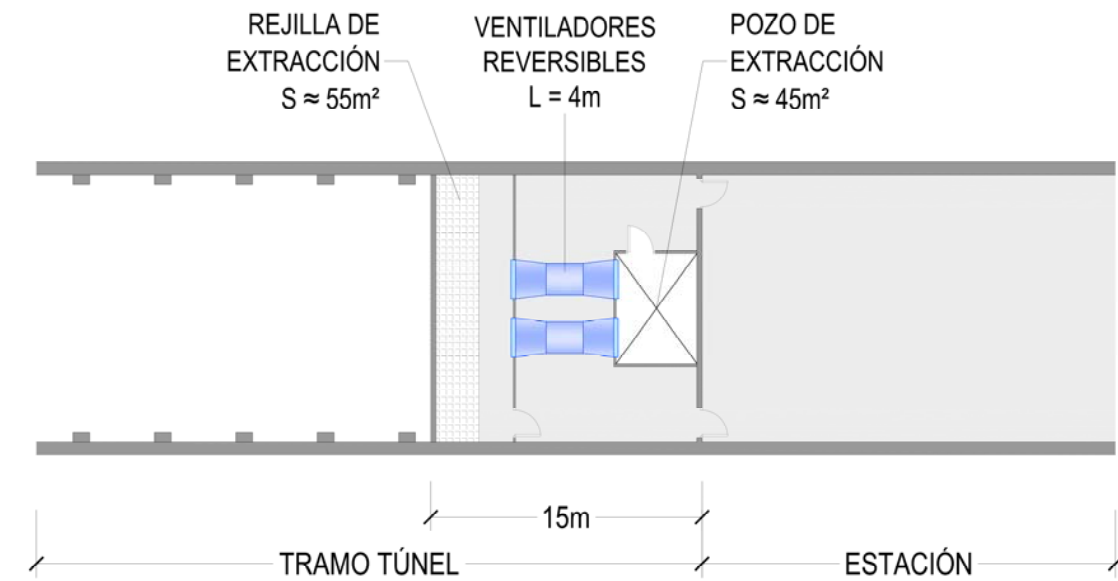 REJILLA DE
EXTRACCIÓN
S ≈ 55m²
VENTILADORES
REVERSIBLES
L = 4m
POZO DE
EXTRACCIÓN
S ≈ 45m²
15m
TRAMO TÚNEL
ESTACIÓN